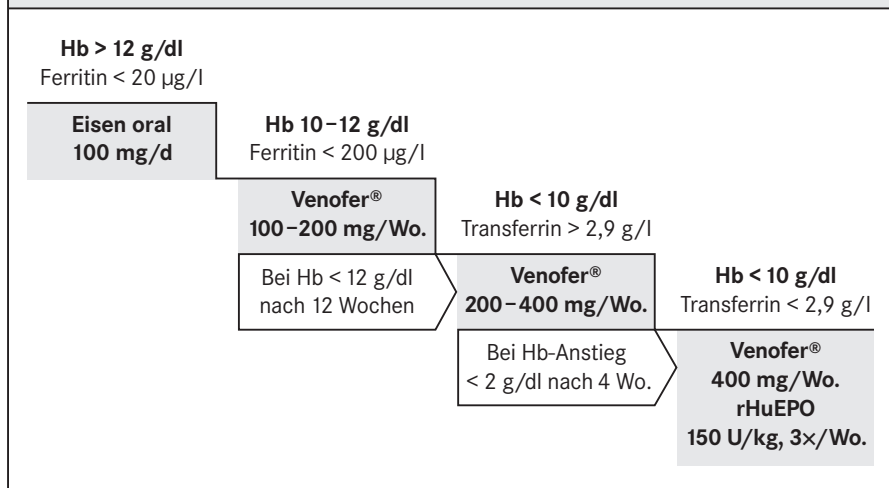 Hb > 12 g/dl
Ferritin < 20 µg/l
Eisen oral
100 mg/d
Hb 10–12 g/dl
Ferritin < 200 µg/l
Venofer®
100–200 mg/Wo.
Bei Hb < 12 g/dl
nach 12 Wochen
Hb < 10 g/dl
Transferrin > 2,9 g/l
Venofer®
200–400 mg/Wo.
Bei Hb-Anstieg
< 2 g/dl nach 4 Wo.
Hb < 10 g/dl
Transferrin < 2,9 g/l
Venofer®
400 mg/Wo.
rHuEPO
150 U/kg, 3×/Wo.